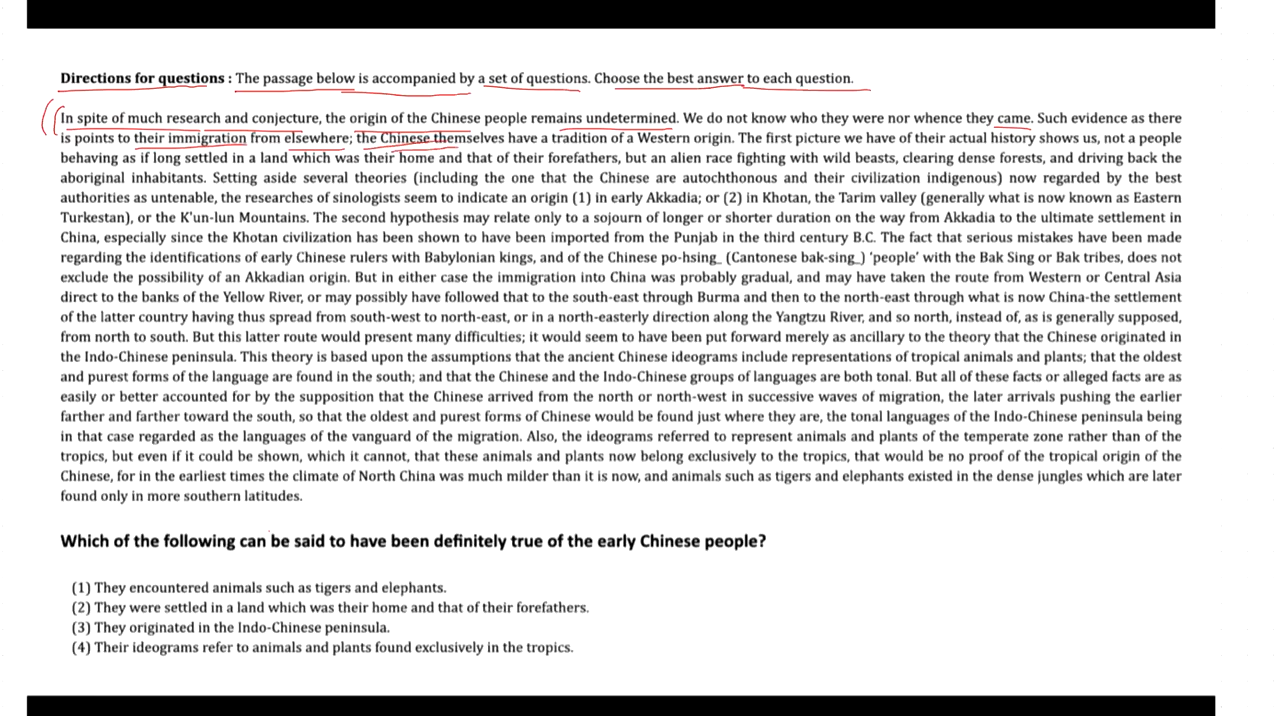 Directions for questions : The passage below is accompanied by a set of questions. Choose the best answer to each question.
In spite of much research and conjecture, the origin of the Chinese people remains undetermined. We do not know who they were nor whence they came. Such evidence as there
is points to their immigration from elsewhere; the Chinese themselves have a tradition of a Western origin. The first picture we have of their actual history shows us, not a people
behaving as if long settled in a land which was their home and that of their forefathers, but an alien race fighting with wild beasts, clearing dense forests, and driving back the
aboriginal inhabitants. Setting aside several theories (including the one that the Chinese are autochthonous and their civilization indigenous) now regarded by the best
authorities as untenable, the researches of sinologists seem to indicate an origin (1) in early Akkadia; or (2) in Khotan, the Tarim valley (generally what is now known as Eastern
Turkestan), or the K'un-lun Mountains. The second hypothesis may relate only to a sojourn of longer or shorter duration on the way from Akkadia to the ultimate settlement in
China, especially since the Khotan civilization has been shown to have been imported from the Punjab in the third century B.C. The fact that serious mistakes have been made
regarding the identifications of early Chinese rulers with Babylonian kings, and of the Chinese po-hsing_ (Cantonese bak-sing_) 'people' with the Bak Sing or Bak tribes, does not
exclude the possibility of an Akkadian origin. But in either case the immigration into China was probably gradual, and may have taken the route from Western or Central Asia
direct to the banks of the Yellow River, or may possibly have followed that to the south-east through Burma and then to the north-east through what is now China-the settlement
of the latter country having thus spread from south-west to north-east, or in a north-easterly direction along the Yangtzu River, and so north, instead of, as is generally supposed,
from north to south. But this latter route would present many difficulties; it would seem to have been put forward merely as ancillary to the theory that the Chinese originated in
the Indo-Chinese peninsula. This theory is based upon the assumptions that the ancient Chinese ideograms include representations of tropical animals and plants; that the oldest
and purest forms of the language are found in the south; and that the Chinese and the Indo-Chinese groups of languages are both tonal. But all of these facts or alleged facts are as
easily or better accounted for by the supposition that the Chinese arrived from the north or north-west in successive waves of migration, the later arrivals pushing the earlier
farther and farther toward the south, so that the oldest and purest forms of Chinese would be found just where they are, the tonal languages of the Indo-Chinese peninsula being
in that case regarded as the languages of the vanguard of the migration. Also, the ideograms referred to represent animals and plants of the temperate zone rather than of the
tropics, but even if it could be shown, which it cannot, that these animals and plants now belong exclusively to the tropics, that would be no proof of the tropical origin of the
Chinese, for in the earliest times the climate of North China was much milder than it is now, and animals such as tigers and elephants existed in the dense jungles which are later
found only in more southern latitudes.
Which of the following can be said to have been definitely true of the early Chinese people?
(1) They encountered animals such as tigers and elephants.
(2) They were settled in a land which was their home and that of their forefathers.
(3) They originated in the Indo-Chinese peninsula.
(4) Their ideograms refer to animals and plants found exclusively in the tropics.